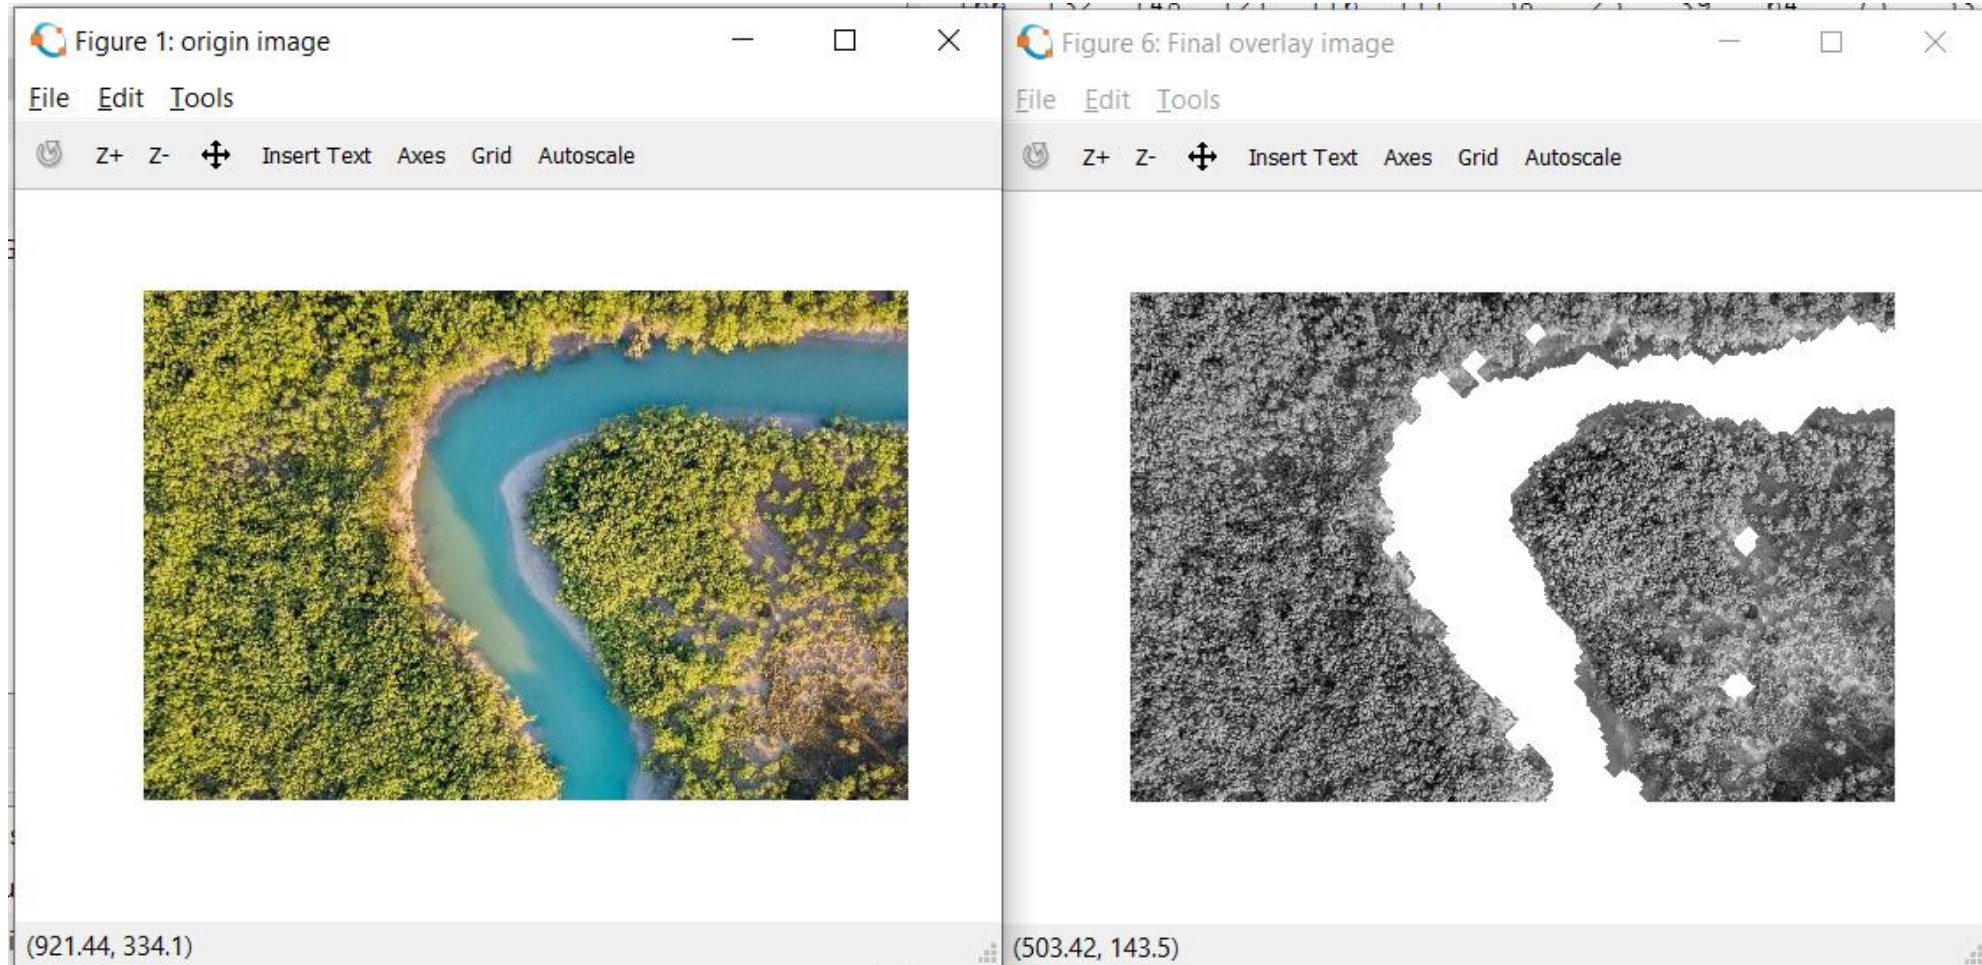 Figure 1: origin image
File Edit Tools
Z+ Z- Insert Text Axes Grid Autoscale
(921.44, 334.1)
Figure 6: Final overlay image
File Edit Tools
Z+ Z- Insert Text Axes Grid Autoscale
(503.42, 143.5)